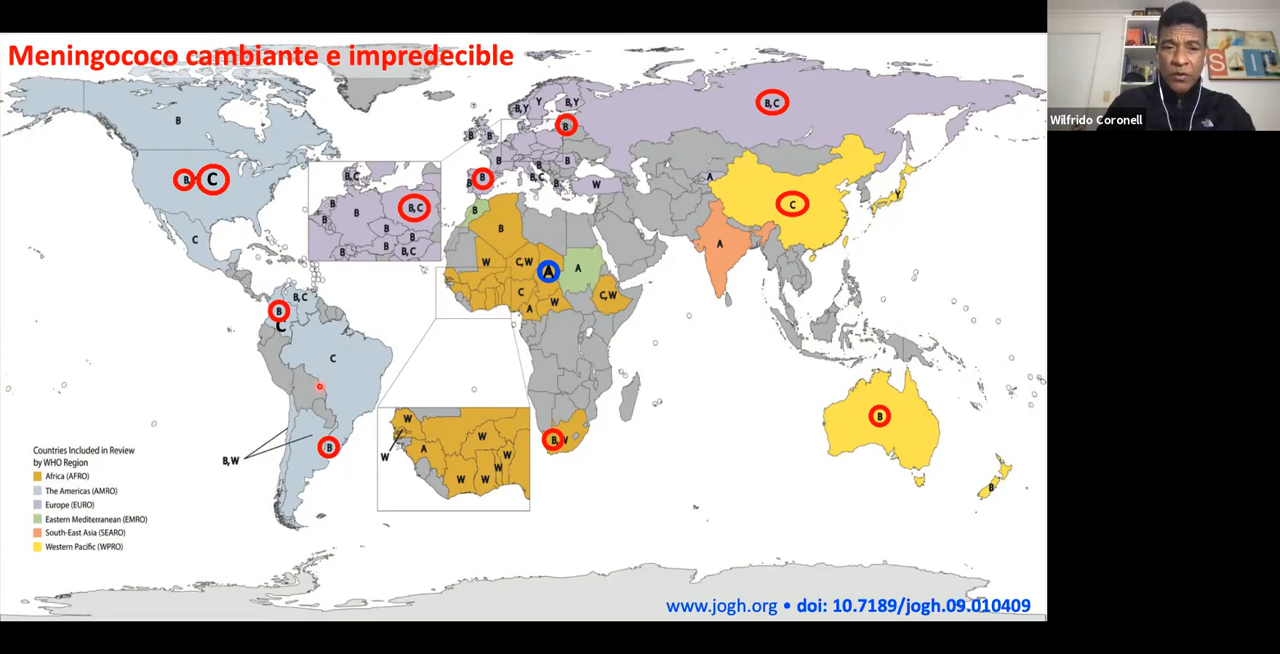 Meningococo cambiante e impredecible
Wilfrido Coronell
SAID
B
B
C
C
B, C
B
C
C
B
B,W
B,C
B
B
B
B,C
B
B
B
B
B,C
B,Y
Y
B,Y
B
B
B
B
B
B
B
B
B,C
B
W
B,C
A
C
Y
A
B
B
W
C,W
A
A
C
A
W
C,W
B,W
B
B
W
W
A
W
W
W
W
W
Countries Included in Review
by WHO Region
Africa (AFRO)
The Americas (AMRO)
Europe (EURO)
Eastern Mediterranean (EMRO)
South-East Asia (SEARO)
Western Pacific (WPRO)
www.jogh.org • doi: 10.7189/jogh.09.010409